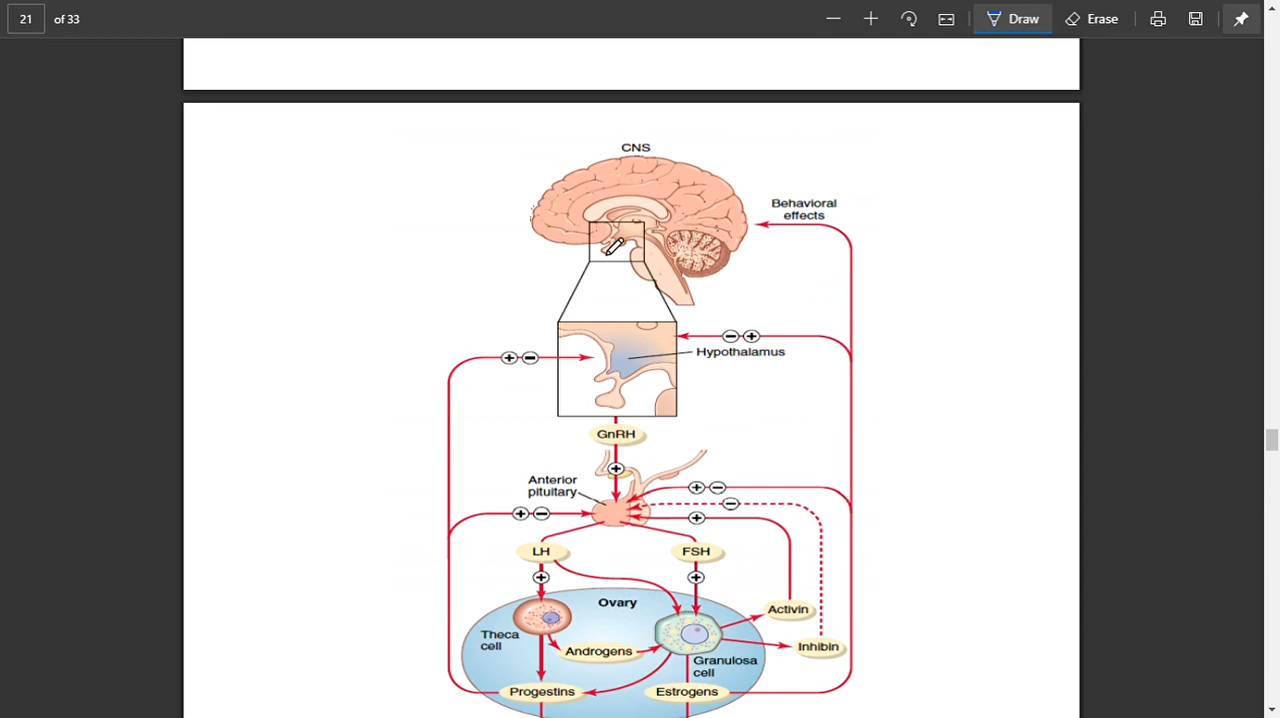 21 of 33
Draw
Erase
CNS
Behavioral
effects
Hypothalamus
GnRH
Anterior
pituitary
LH
FSH
Ovary
Activin
Theca
cell
Androgens
Inhibin
Granulosa
cell
Progestins
Estrogens